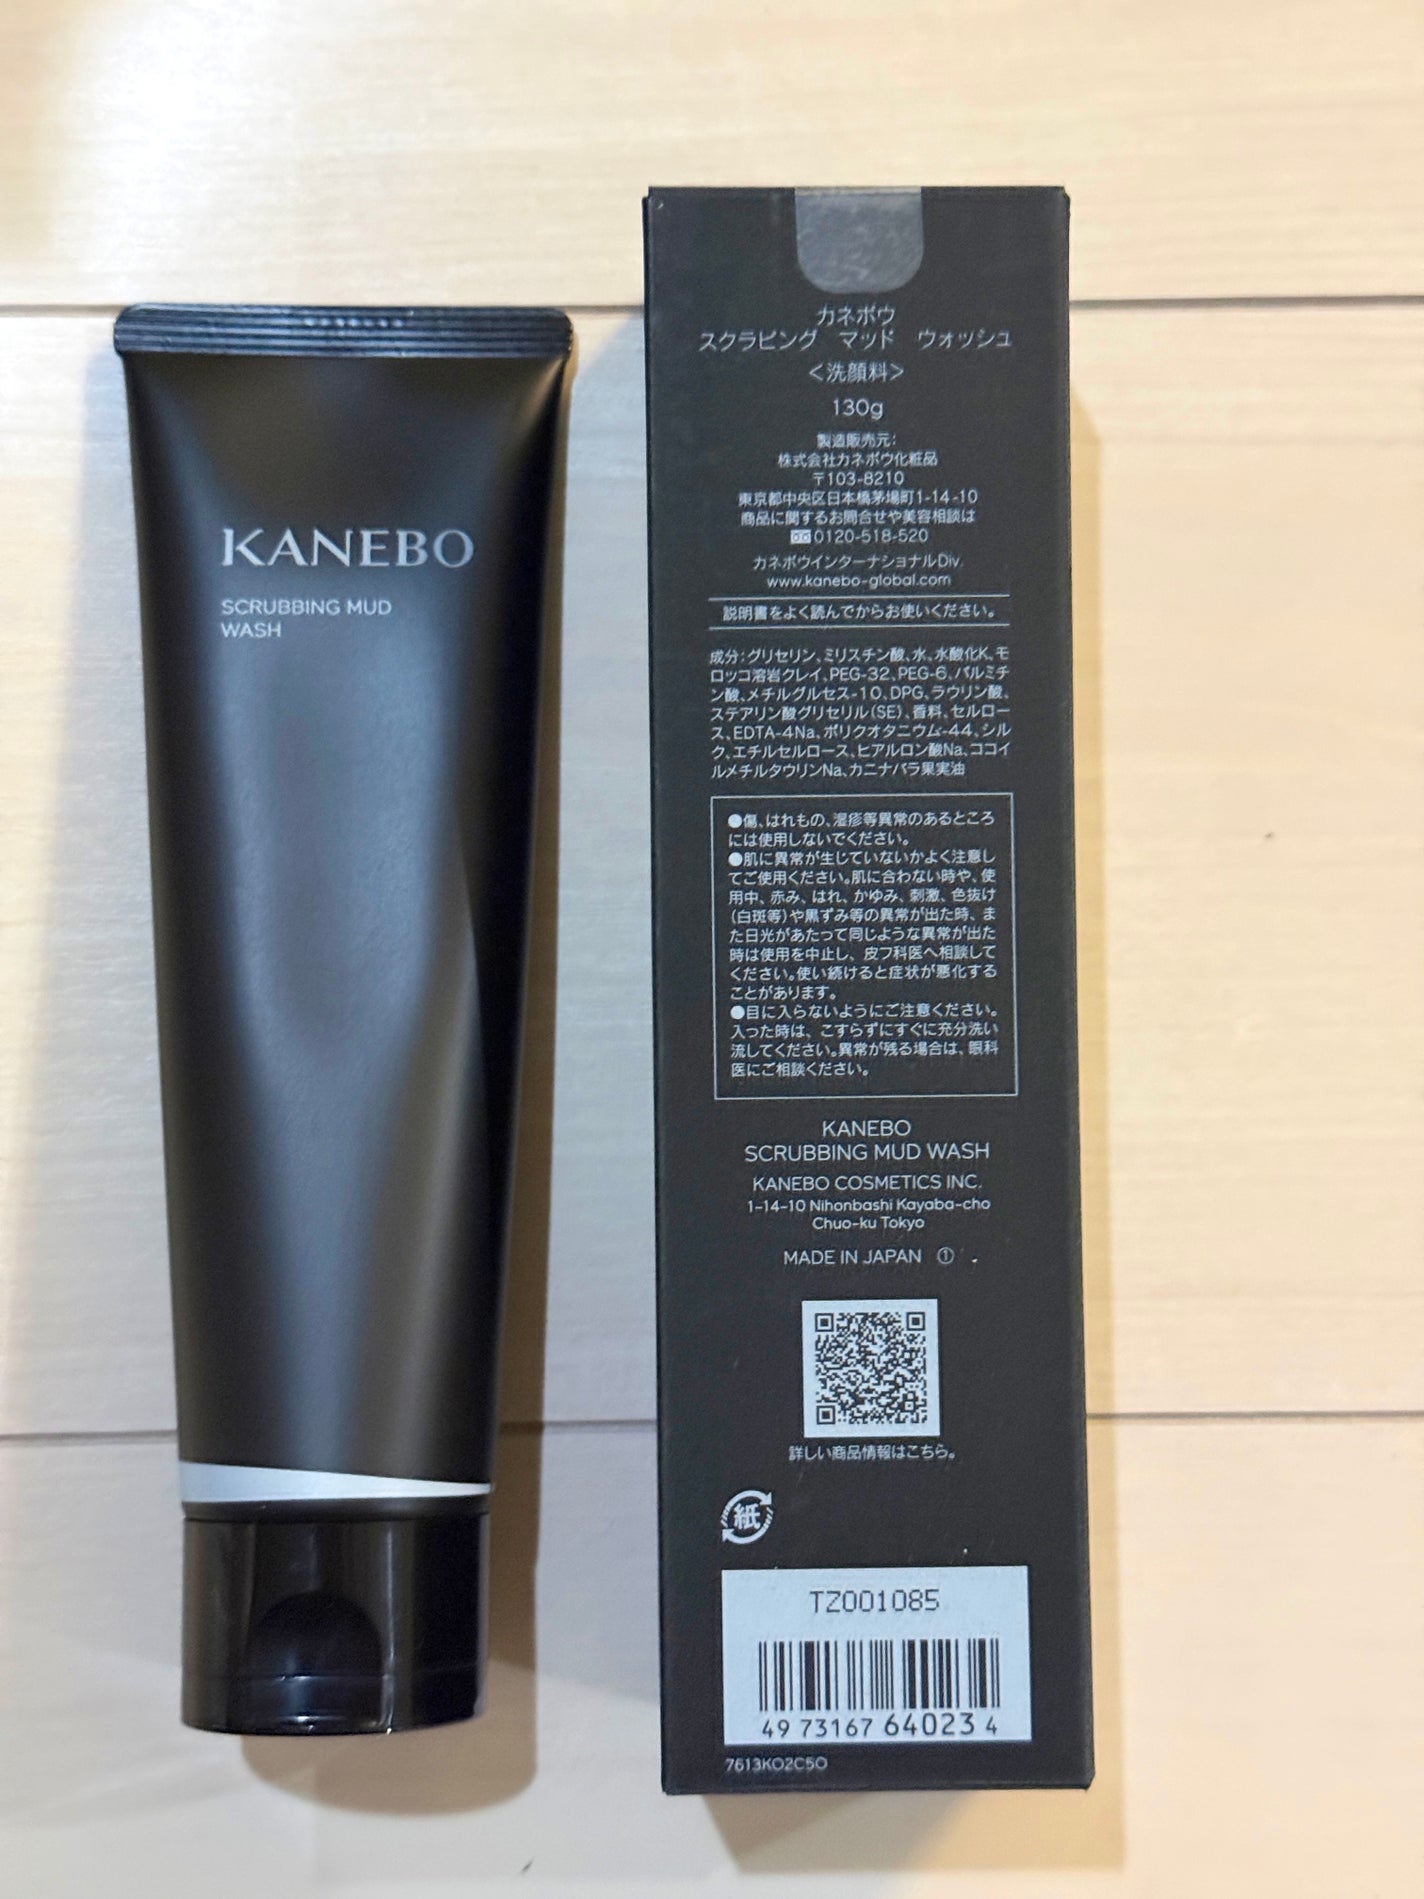 KANEBO
SCRUBBING MUD
WASH
カネボウ
スクラビング マッド ウォッシュ
＜洗顔料＞
130g
製造販売元:
株式会社カネボウ化粧品
〒103-8210
東京都中央区日本橋茅場町1-14-10
商品に関するお問合せや美容相談は
0120-518-520
カネボウインターナショナルDiv.
www.kanebo-global.com
説明書をよく読んでからお使いください。
成分:グリセリン、ミリスチン酸、水、水酸化K、モ
ロッコ溶岩クレイ、PEG-32、PEG-6、パルミチ
ン酸、メチルグルセス-10、DPG、ラウリン酸、
ステアリン酸グリセリル(SE)、香料、セルロー
ス、EDTA-4Na、ポリクオタニウム-44、シル
ク、エチルセルロース、ヒアルロン酸Na、ココイ
ルメチルタウリンNa、カニナバラ果実油
●傷、はれもの、湿疹等異常のあるところ
には使用しないでください。
●肌に異常が生じていないかよく注意し
てご使用ください。肌に合わない時や、使
用中、赤み、はれ、かゆみ、刺激、色抜け
(白斑等)や黒ずみ等の異常が出た時、ま
た日光があたって同じような異常が出た
時は使用を中止し、皮フ科医へ相談して
ください。使い続けると症状が悪化する
ことがあります。
●目に入らないようにご注意ください。
入った時は、こすらずにすぐに充分洗い
流してください。異常が残る場合は、眼科
医にご相談ください。
KANEBO
SCRUBBING MUD WASH
KANEBO COSMETICS INC.
1-14-10 Nihonbashi Kayaba-cho
Chuo-ku Tokyo
MADE IN JAPAN ①
詳しい商品情報はこちら。
紙
TZ001085
4973167640234
7613KO2C5O